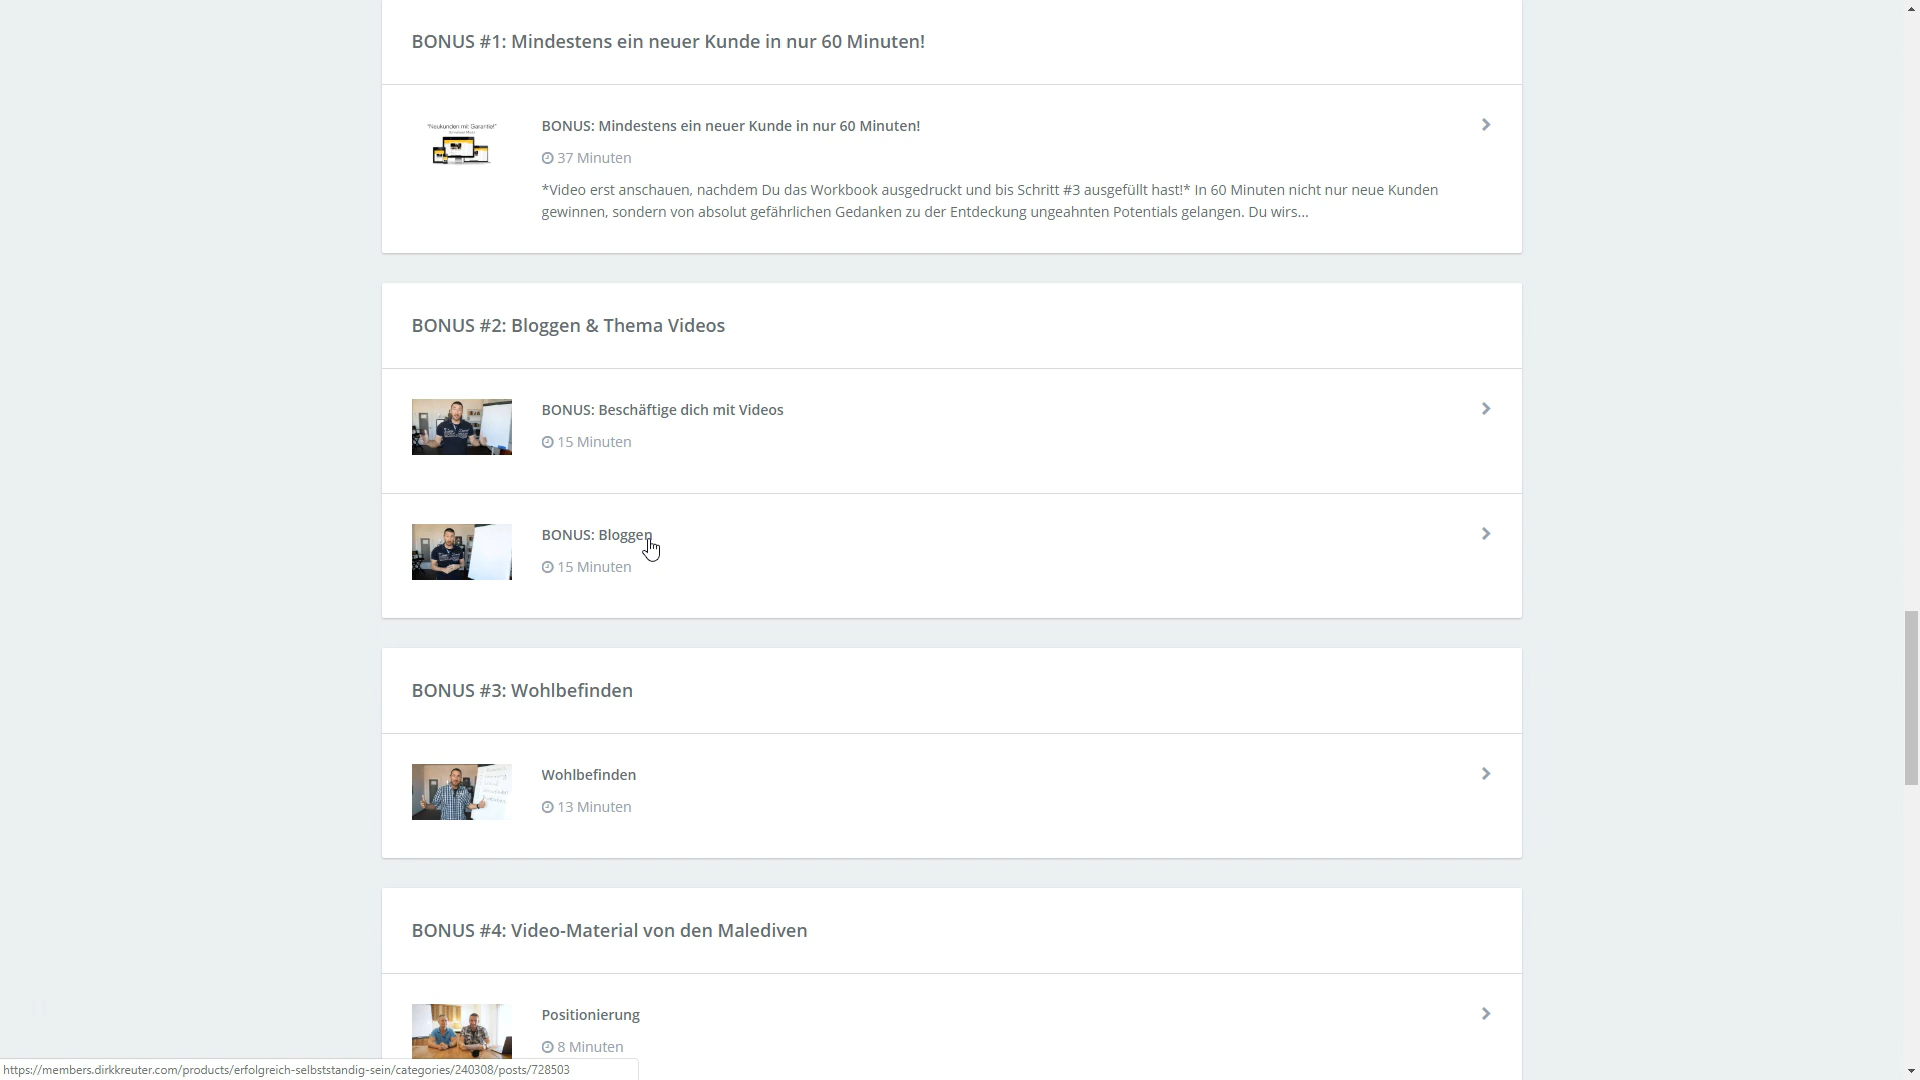 BONUS #1: Mindestens ein neuer Kunde in nur 60 Minuten!
"Neukunden mit Garantie!"
BONUS: Mindestens ein neuer Kunde in nur 60 Minuten!
37 Minuten
*Video erst anschauen, nachdem Du das Workbook ausgedruckt und bis Schritt #3 ausgefüllt hast!* In 60 Minuten nicht nur neue Kunden
gewinnen, sondern von absolut gefährlichen Gedanken zu der Entdeckung ungeahnten Potentials gelangen. Du wirs...
BONUS #2: Bloggen & Thema Videos
BONUS: Beschäftige dich mit Videos
15 Minuten
BONUS: Bloggen
15 Minuten
BONUS #3: Wohlbefinden
Wohlbefinden
13 Minuten
BONUS #4: Video-Material von den Malediven
Positionierung
8 Minuten
https://members.dirkkreuter.com/products/erfolgreich-selbststandig-sein/categories/240308/posts/728503